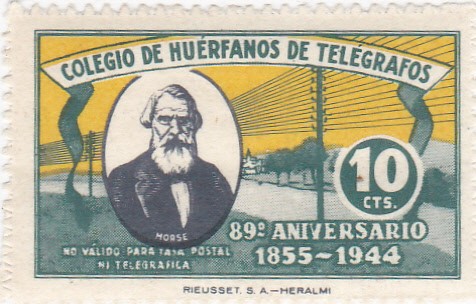 COLEGIO DE HUÉRFANOS DE TELÉGRAFOS
10
CTS.
MORSE
89º ANIVERSARIO
1855-1944
NO VÁLIDO PARA TASA POSTAL
NI TELEGRÁFICA
RIEUSSET, S. A.—HERALMI